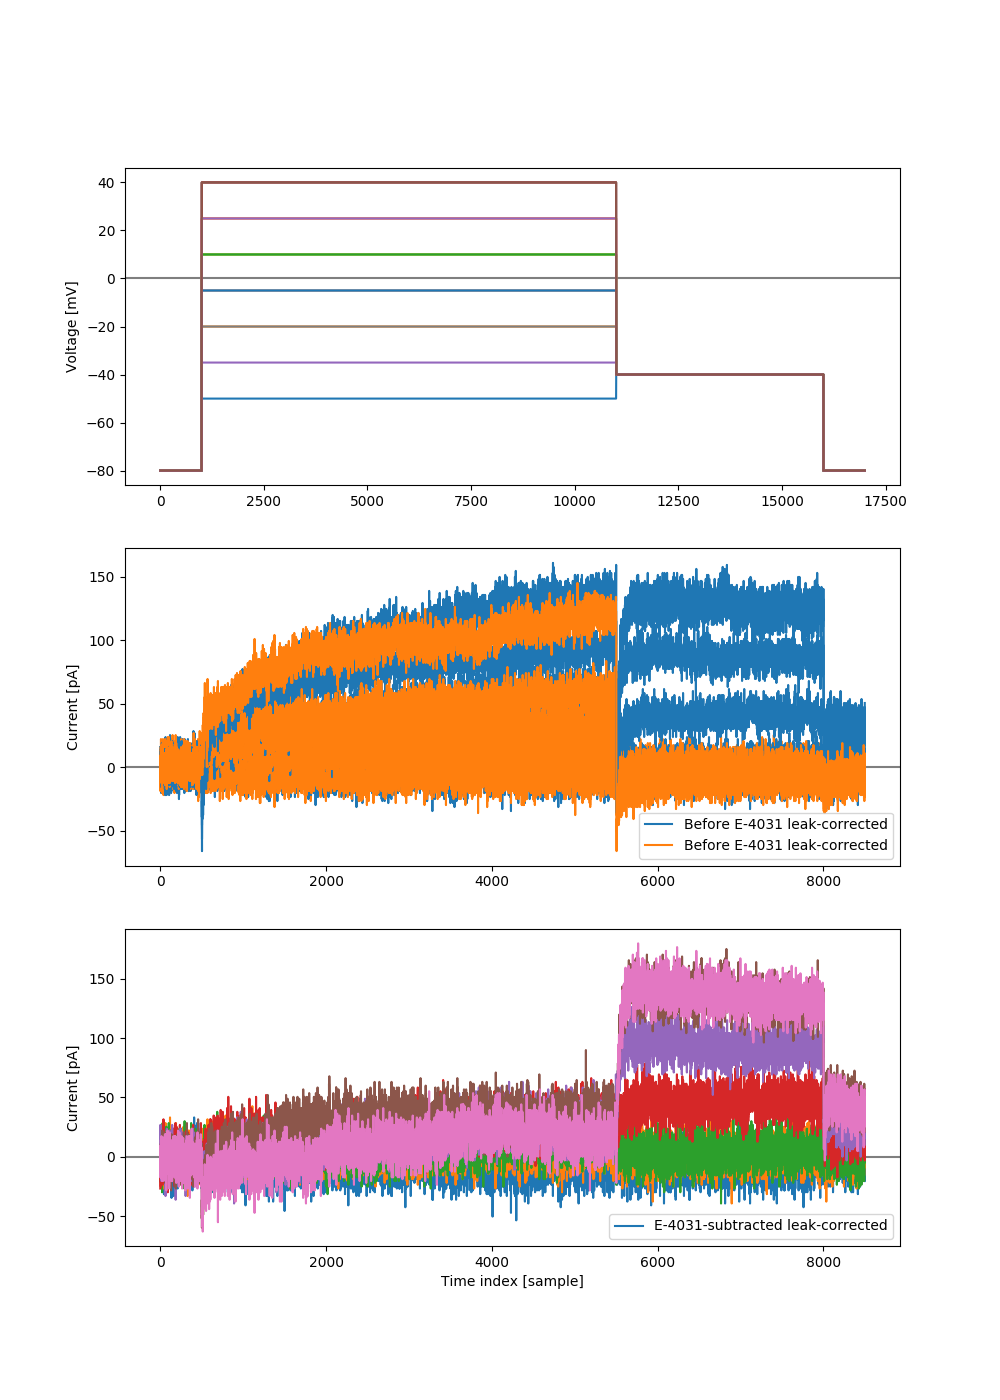 40
20
0
−20
−40
−60
−80
Voltage [mV]
0 2500 5000 7500 10000 12500 15000 17500
150
100
50
0
−50
Current [pA]
Before E-4031 leak-corrected
Before E-4031 leak-corrected
0 2000 4000 6000 8000
150
100
50
0
−50
Current [pA]
E-4031-subtracted leak-corrected
0 2000 4000 6000 8000
Time index [sample]